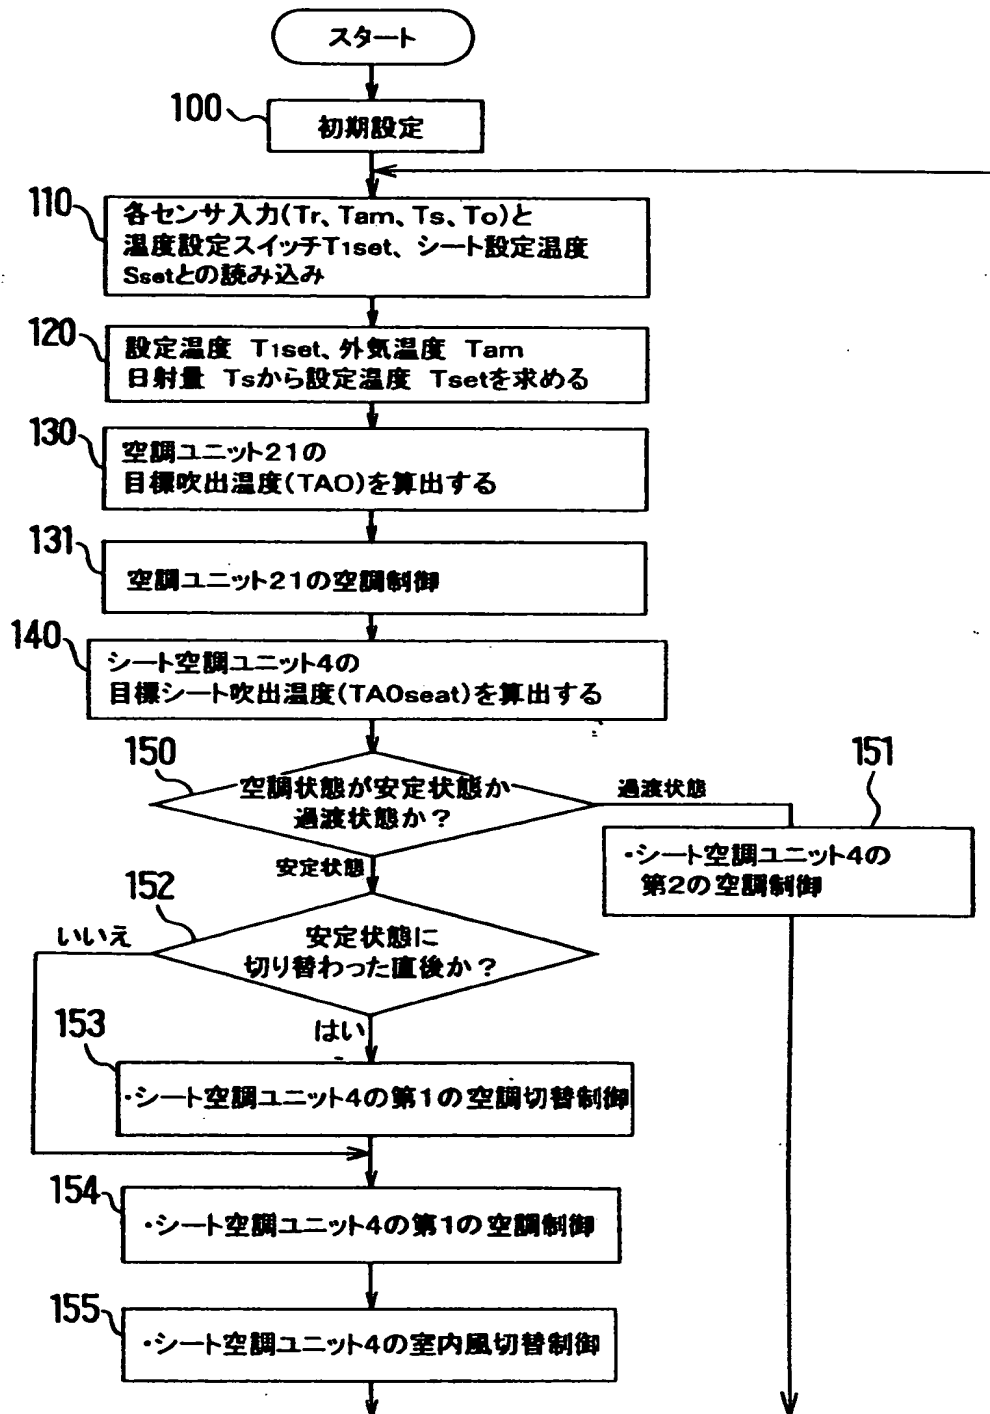 スタート
100
初期設定
110
各センサ入力(Tr、Tam、Ts、To)と
温度設定スイッチT1set、シート設定温度
Ssetとの読み込み
120
設定温度 T1set、外気温度 Tam
日射量 Tsから設定温度 Tsetを求める
130
空調ユニット21の
目標吹出温度(TAO)を算出する
131
空調ユニット21の空調制御
140
シート空調ユニット4の
目標シート吹出温度(TAOseat)を算出する
150
空調状態が安定状態か
過渡状態か？
過渡状態
151
・シート空調ユニット4の
第2の空調制御
安定状態
152
いいえ
安定状態に
切り替わった直後か？
はい
153
・シート空調ユニット4の第1の空調切替制御
154
・シート空調ユニット4の第1の空調制御
155
・シート空調ユニット4の室内風切替制御